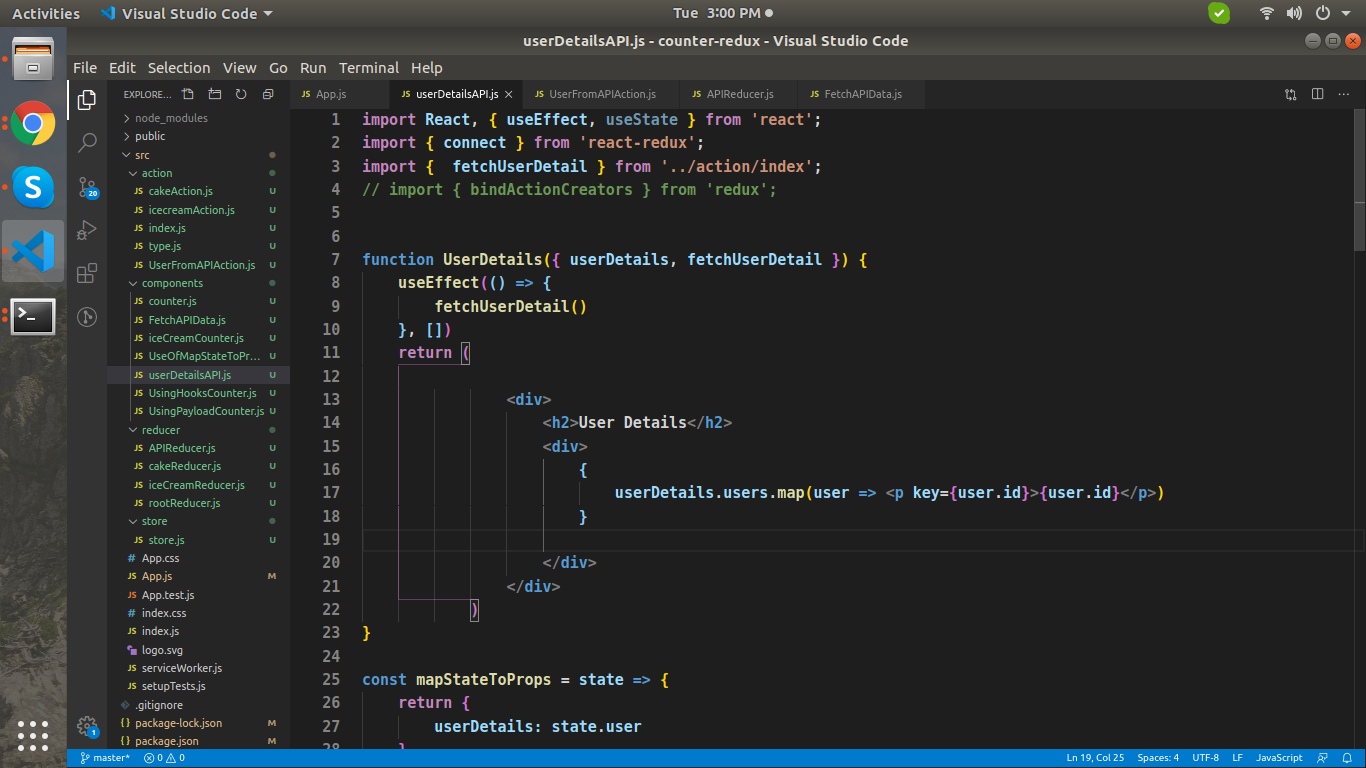 Activities Visual Studio Code Tue 3:00 PM
userDetailsAPI.js - counter-redux - Visual Studio Code
File Edit Selection View Go Run Terminal Help
EXPLORE...
node_modules
public
src
action
JS cakeAction.js U
JS icecreamAction.js U
JS index.js U
JS type.js U
JS UserFromAPIAction.js U
components
JS counter.js U
JS FetchAPIData.js U
JS iceCreamCounter.js U
JS UseOfMapStateToPr... U
JS userDetailsAPI.js U
JS UsingHooksCounter.js U
JS UsingPayloadCounter.js U
reducer
JS APIReducer.js U
JS cakeReducer.js U
JS iceCreamReducer.js U
JS rootReducer.js U
store
JS store.js U
# App.css
JS App.js M
JS App.test.js
# index.css
JS index.js
logo.svg
JS serviceWorker.js
JS setupTests.js
.gitignore
{} package-lock.json M
{} package.json M
20
1
JS App.js JS userDetailsAPI.js JS UserFromAPIAction.js JS APIReducer.js JS FetchAPIData.js
1 import React, { useEffect, useState } from 'react';
2 import { connect } from 'react-redux';
3 import {  fetchUserDetail } from '../action/index';
4 // import { bindActionCreators } from 'redux';
5
6
7 function UserDetails({ userDetails, fetchUserDetail }) {
8     useEffect(() => {
9         fetchUserDetail()
10     }, [])
11     return (
12
13                 <div>
14                     <h2>User Details</h2>
15                     <div>
16                         {
17                             userDetails.users.map(user => <p key={user.id}>{user.id}</p>)
18                         }
19
20                     </div>
21                 </div>
22             )
23 }
24
25 const mapStateToProps = state => {
26     return {
27         userDetails: state.user
28     }
master* 0 0 Ln 19, Col 25 Spaces: 4 UTF-8 LF JavaScript